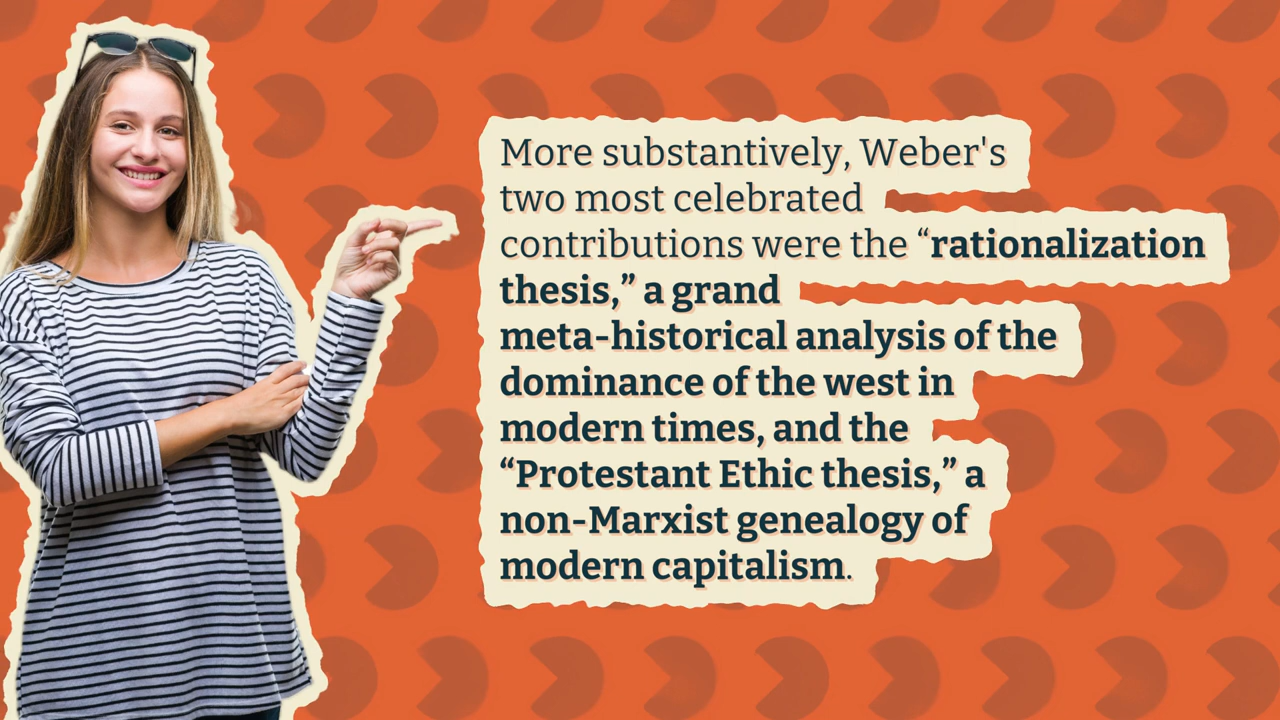 More substantively, Weber's
two most celebrated
contributions were the “rationalization
thesis,” a grand
meta-historical analysis of the
dominance of the west in
modern times, and the
“Protestant Ethic thesis,” a
non-Marxist genealogy of
modern capitalism.